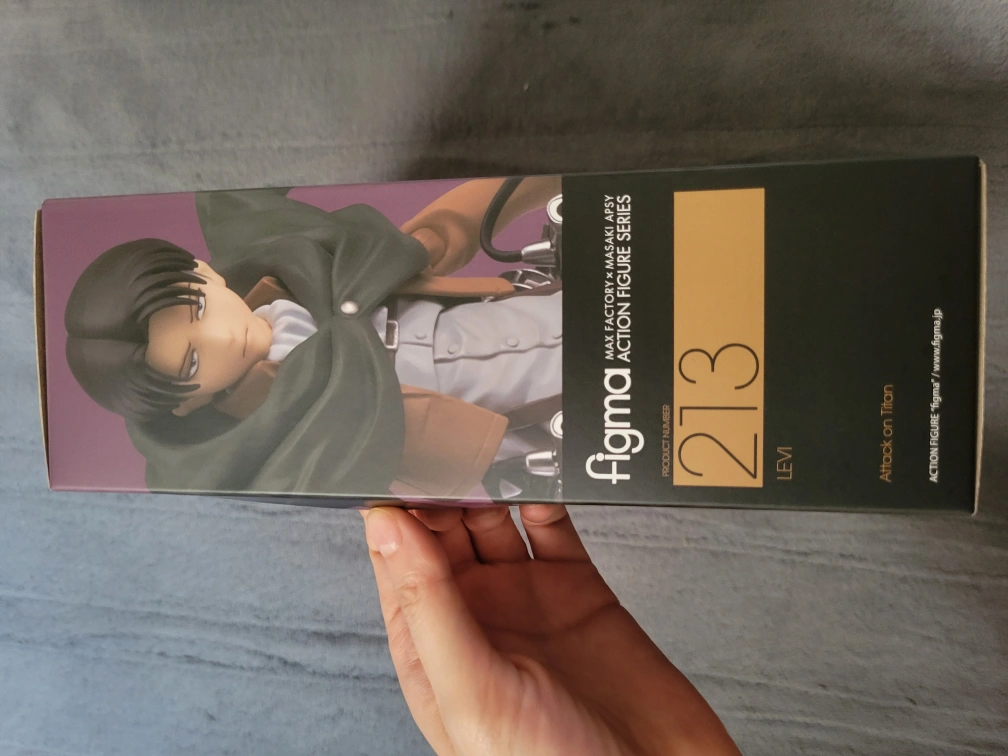 figma
MAX FACTORY × MASAKI APSY
ACTION FIGURE SERIES
PRODUCT NUMBER
213
LEVI
Attack on Titan
ACTION FIGURE "figma" / www.figma.jp